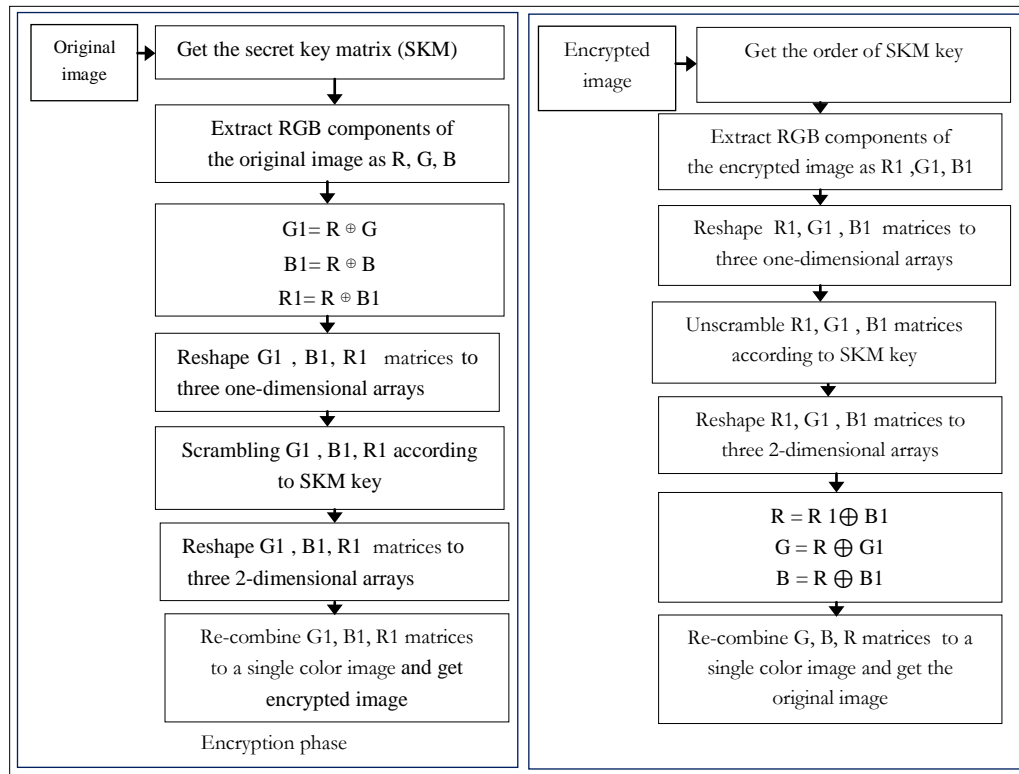 Original
image
Get the secret key matrix (SKM)
Extract RGB components of
the original image as R, G, B
G1= R ⊕ G
B1= R ⊕ B
R1= R ⊕ B1
Reshape G1 , B1, R1 matrices to
three one-dimensional arrays
Scrambling G1 , B1, R1 according
to SKM key
Reshape G1 , B1, R1 matrices to
three 2-dimensional arrays
Re-combine G1, B1, R1 matrices
to a single color image and get
encrypted image
Encryption phase
Encrypted
image
Get the order of SKM key
Extract RGB components of
the encrypted image as R1 ,G1, B1
Reshape R1, G1 , B1 matrices to
three one-dimensional arrays
Unscramble R1, G1 , B1 matrices
according to SKM key
Reshape R1, G1 , B1 matrices to
three 2-dimensional arrays
R = R 1⊕ B1
G = R ⊕ G1
B = R ⊕ B1
Re-combine G, B, R matrices to a
single color image and get the
original image